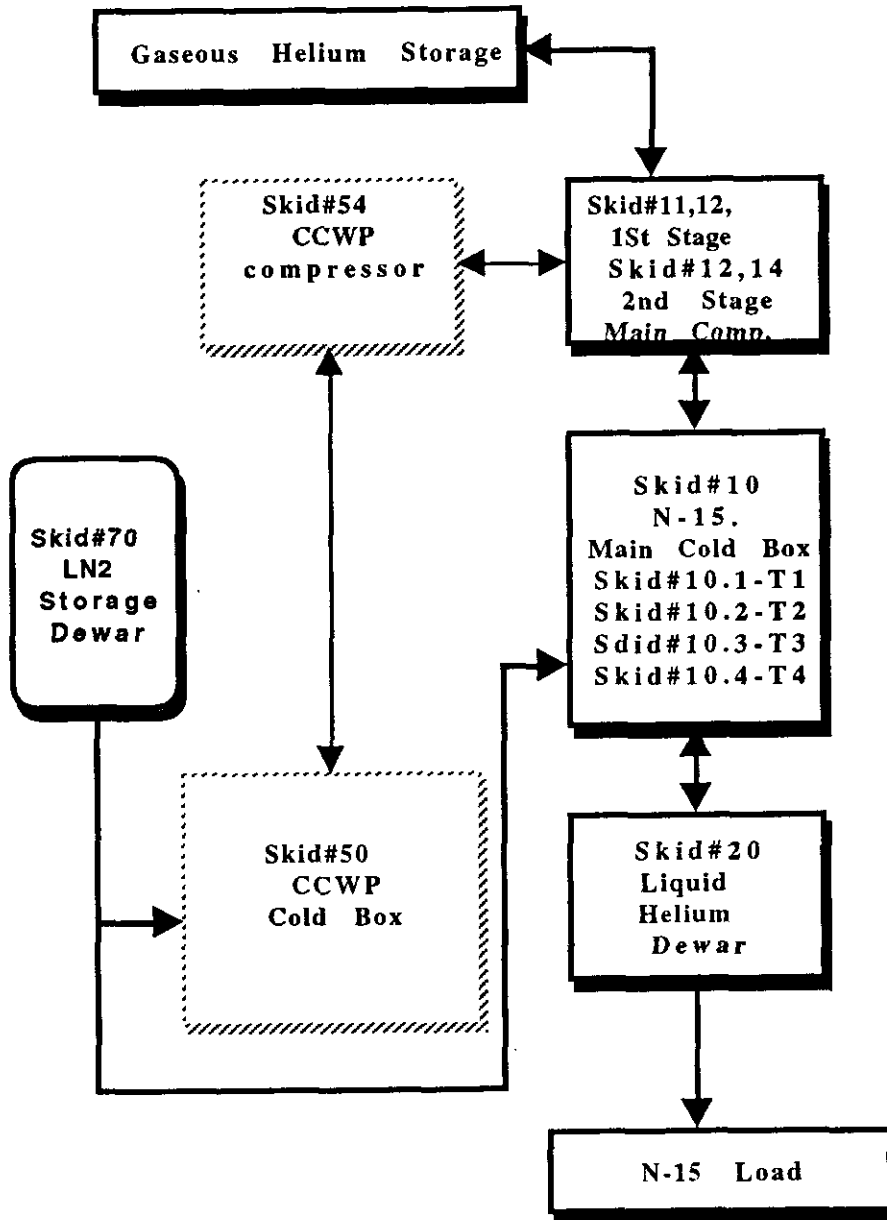 Gaseous Helium Storage
Skid#54
CCWP
compressor
Skid#11,12,
1St Stage
Skid#12,14
2nd Stage
Main Comp.
Skid#70
LN2
Storage
Dewar
Skid#10
N-15.
Main Cold Box
Skid#10.1-T1
Skid#10.2-T2
Sdid#10.3-T3
Skid#10.4-T4
Skid#50
CCWP
Cold Box
Skid#20
Liquid
Helium
Dewar
N-15 Load